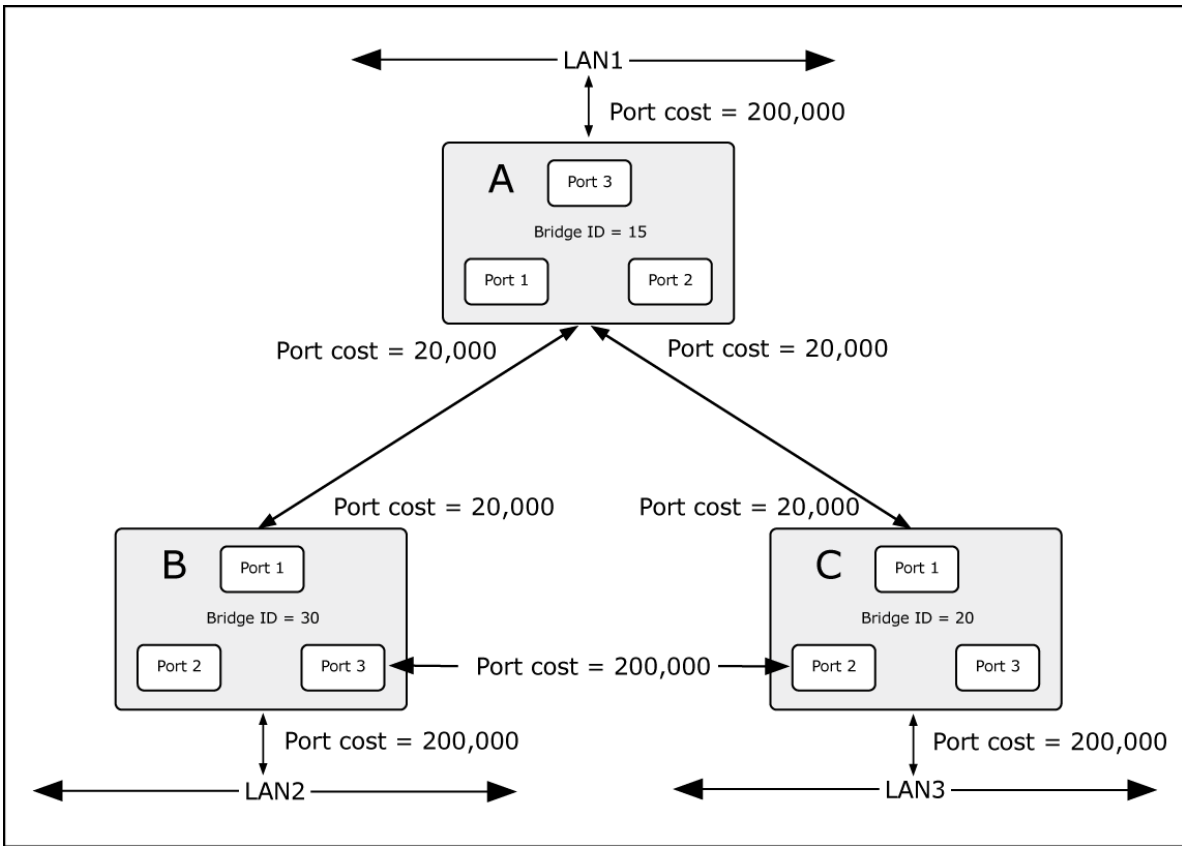 LAN1
Port cost = 200,000
A
Port 3
Bridge ID = 15
Port 1
Port 2
Port cost = 20,000
Port cost = 20,000
Port cost = 20,000
Port cost = 20,000
B
Port 1
Bridge ID = 30
Port 2
Port 3
Port cost = 200,000
C
Port 1
Bridge ID = 20
Port 2
Port 3
Port cost = 200,000
LAN2
Port cost = 200,000
LAN3